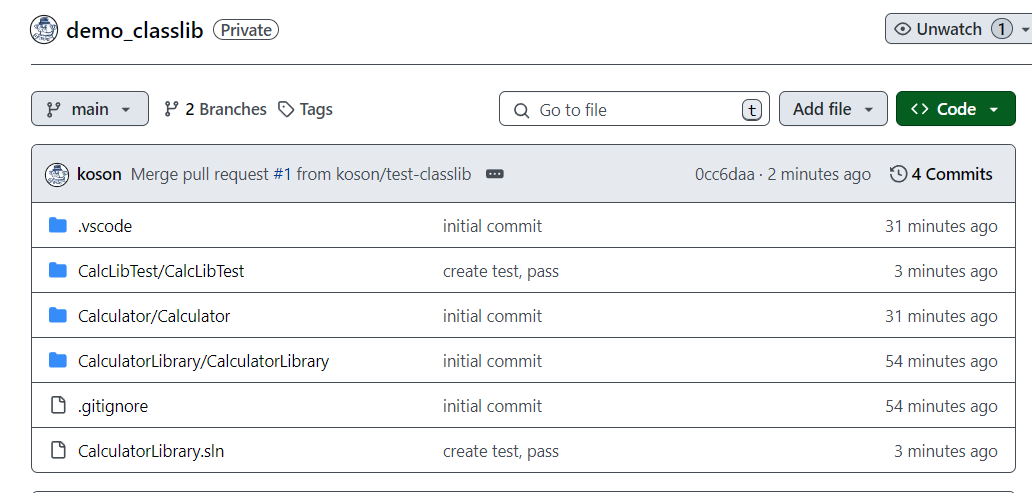 demo_classlib Private Unwatch 1
main 2 Branches Tags Go to file t Add file Code
koson Merge pull request #1 from koson/test-classlib 0cc6daa · 2 minutes ago 4 Commits
.vscode initial commit 31 minutes ago
CalcLibTest/CalcLibTest create test, pass 3 minutes ago
Calculator/Calculator initial commit 31 minutes ago
CalculatorLibrary/CalculatorLibrary initial commit 54 minutes ago
.gitignore initial commit 54 minutes ago
CalculatorLibrary.sln create test, pass 3 minutes ago